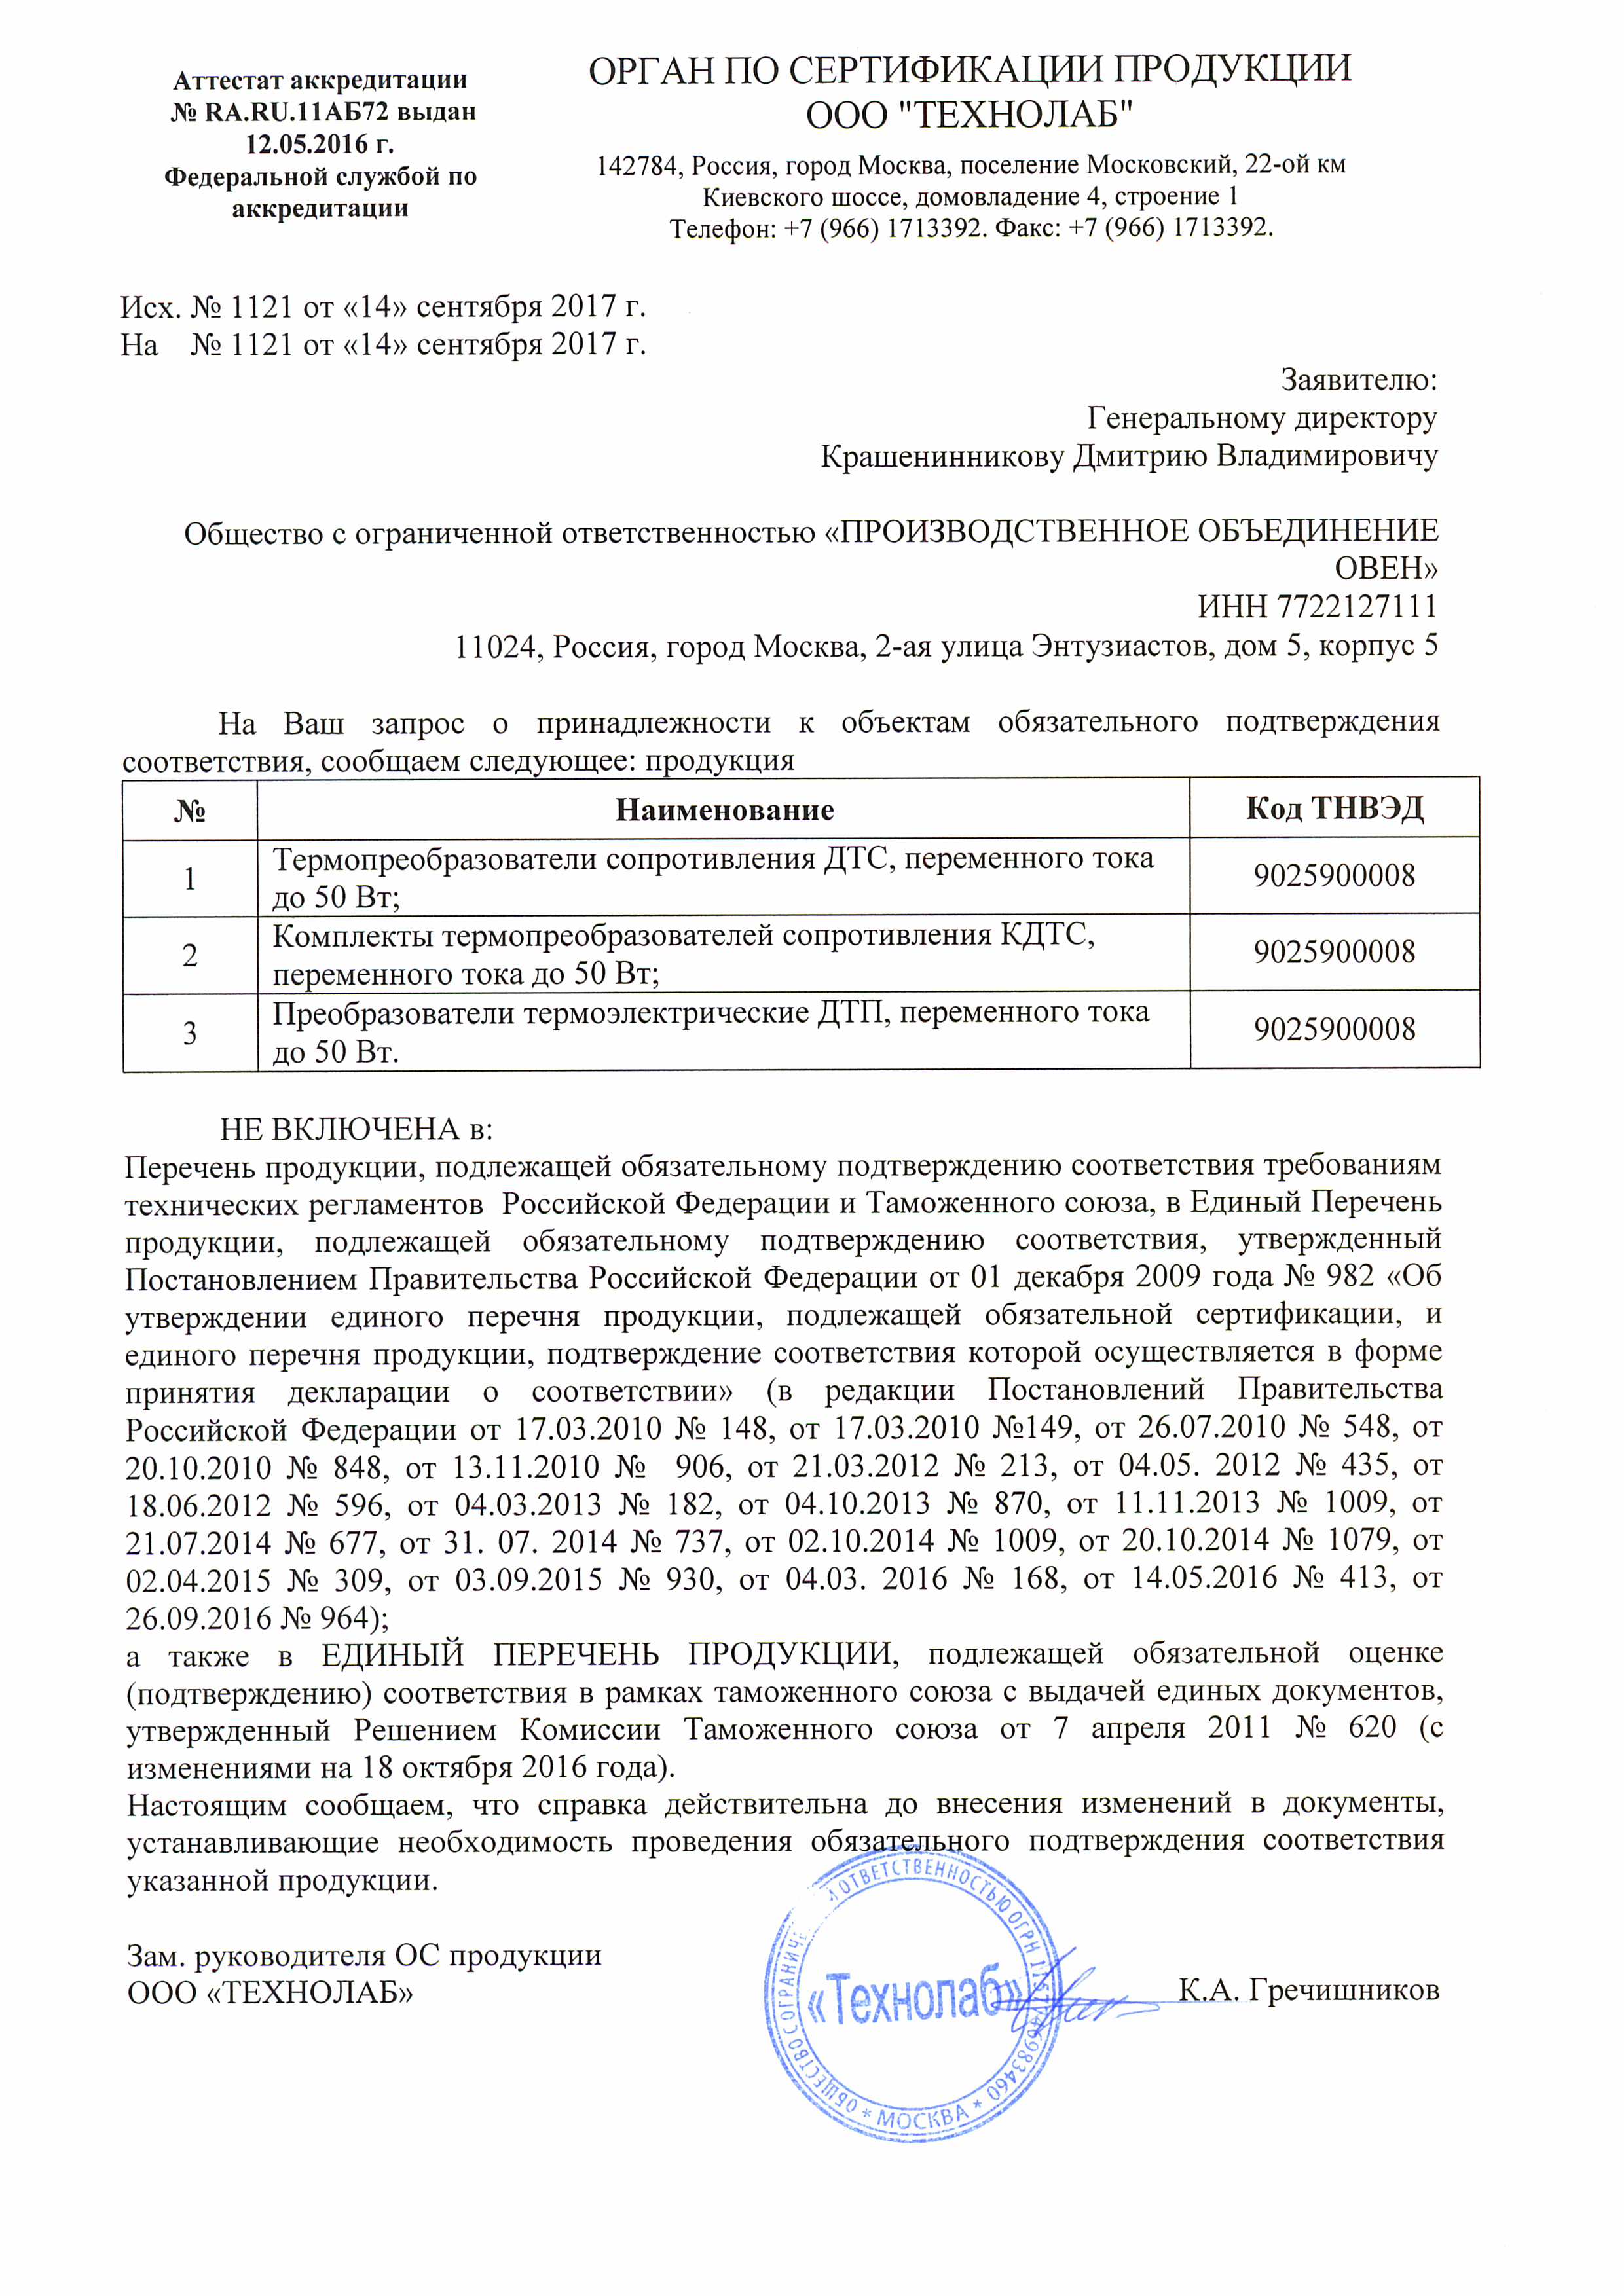 Аттестат аккредитации
№ RA.RU.11АБ72 выдан
12.05.2016 г.
Федеральной службой по
аккредитации
ОРГАН ПО СЕРТИФИКАЦИИ ПРОДУКЦИИ
ООО "ТЕХНОЛАБ"
142784, Россия, город Москва, поселение Московский, 22-ой км
Киевского шоссе, домовладение 4, строение 1
Телефон: +7 (966) 1713392. Факс: +7 (966) 1713392.
Исх. № 1121 от «14» сентября 2017 г.
На № 1121 от «14» сентября 2017 г.
Заявителю:
Генеральному директору
Крашенинникову Дмитрию Владимировичу
Общество с ограниченной ответственностью «ПРОИЗВОДСТВЕННОЕ ОБЪЕДИНЕНИЕ
ОВЕН»
ИНН 7722127111
11024, Россия, город Москва, 2-ая улица Энтузиастов, дом 5, корпус 5
На Ваш запрос о принадлежности к объектам обязательного подтверждения
соответствия, сообщаем следующее: продукция
№ Наименование Код ТНВЭД
1 Термопреобразователи сопротивления ДТС, переменного тока
до 50 Вт; 9025900008
2 Комплекты термопреобразователей сопротивления КДТС,
переменного тока до 50 Вт; 9025900008
3 Преобразователи термоэлектрические ДТП, переменного тока
до 50 Вт. 9025900008
НЕ ВКЛЮЧЕНА в:
Перечень продукции, подлежащей обязательному подтверждению соответствия требованиям
технических регламентов Российской Федерации и Таможенного союза, в Единый Перечень
продукции, подлежащей обязательному подтверждению соответствия, утвержденный
Постановлением Правительства Российской Федерации от 01 декабря 2009 года № 982 «Об
утверждении единого перечня продукции, подлежащей обязательной сертификации, и
единого перечня продукции, подтверждение соответствия которой осуществляется в форме
принятия декларации о соответствии» (в редакции Постановлений Правительства
Российской Федерации от 17.03.2010 № 148, от 17.03.2010 №149, от 26.07.2010 № 548, от
20.10.2010 № 848, от 13.11.2010 № 906, от 21.03.2012 № 213, от 04.05. 2012 № 435, от
18.06.2012 № 596, от 04.03.2013 № 182, от 04.10.2013 № 870, от 11.11.2013 № 1009, от
21.07.2014 № 677, от 31. 07. 2014 № 737, от 02.10.2014 № 1009, от 20.10.2014 № 1079, от
02.04.2015 № 309, от 03.09.2015 № 930, от 04.03. 2016 № 168, от 14.05.2016 № 413, от
26.09.2016 № 964);
а также в ЕДИНЫЙ ПЕРЕЧЕНЬ ПРОДУКЦИИ, подлежащей обязательной оценке
(подтверждению) соответствия в рамках таможенного союза с выдачей единых документов,
утвержденный Решением Комиссии Таможенного союза от 7 апреля 2011 № 620 (с
изменениями на 18 октября 2016 года).
Настоящим сообщаем, что справка действительна до внесения изменений в документы,
устанавливающие необходимость проведения обязательного подтверждения соответствия
указанной продукции.
Зам. руководителя ОС продукции
ООО «ТЕХНОЛАБ»
К.А. Гречишников
ОБЩЕСТВО С ОТВЕТСТВЕННОСТЬЮ ОГРН
«Технолаб»
* МОСКВА *